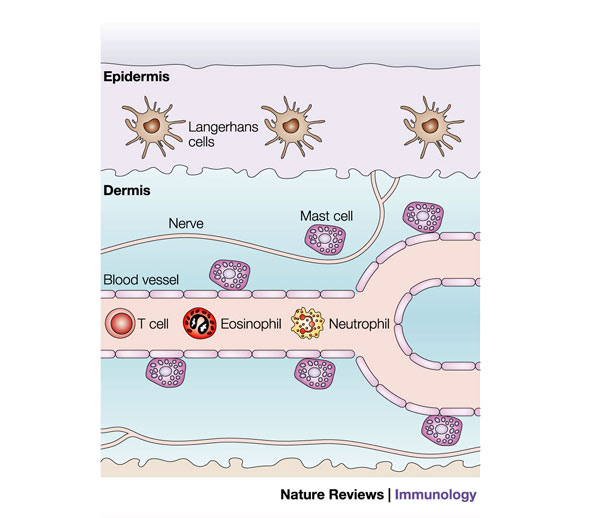 Epidermis
Langerhans
cells
Dermis
Mast cell
Nerve
Blood vessel
T cell
Eosinophil
Neutrophil
Nature Reviews | Immunology